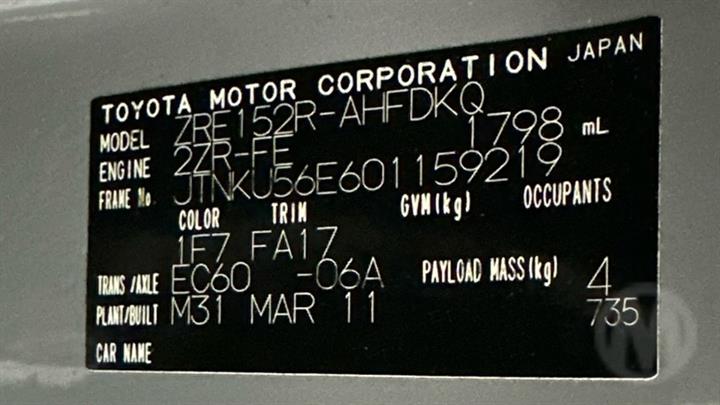 TOYOTA MOTOR CORPORATION JAPAN
MODEL ZRE152R-AHFDKQ
ENGINE 2ZR-FE 1798 mL
FRAME No. JTNKU56E601159219
COLOR TRIM GVM(kg) OCCUPANTS
1F7 FA17
TRANS/AXLE EC60 -06A PAYLOAD MASS(kg) 4
PLANT/BUILT M31 MAR 11 735
CAR NAME